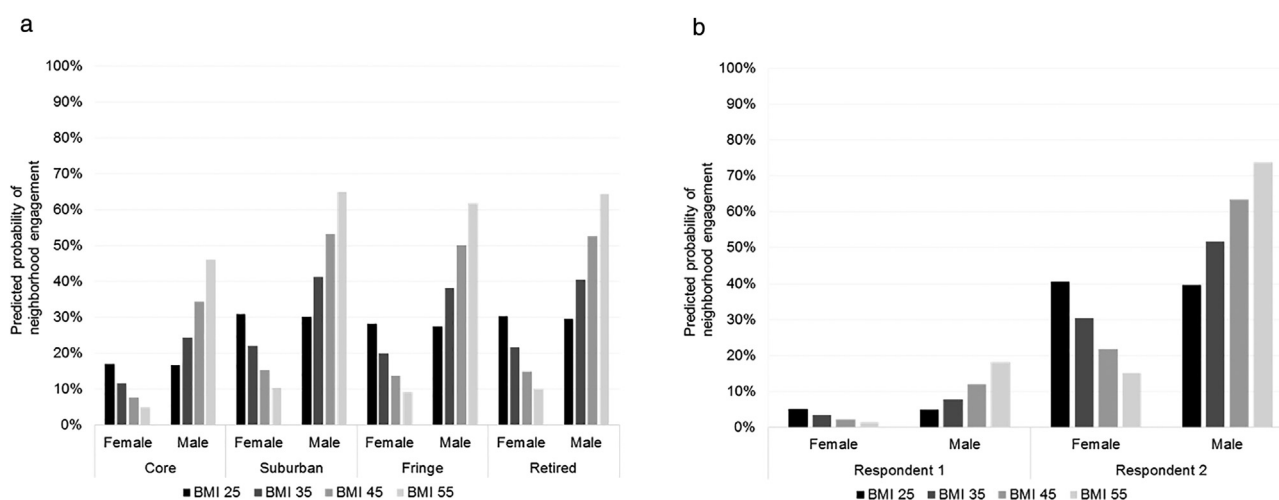 a
Predicted probability of
neighborhood engagement
100%
90%
80%
70%
60%
50%
40%
30%
20%
10%
0%
Female Male Female Male Female Male Female Male
Core Suburban Fringe Retired
BMI 25 BMI 35 BMI 45 BMI 55
b
Predicted probability of
neighborhood engagement
100%
90%
80%
70%
60%
50%
40%
30%
20%
10%
0%
Female Male Female Male
Respondent 1 Respondent 2
BMI 25 BMI 35 BMI 45 BMI 55